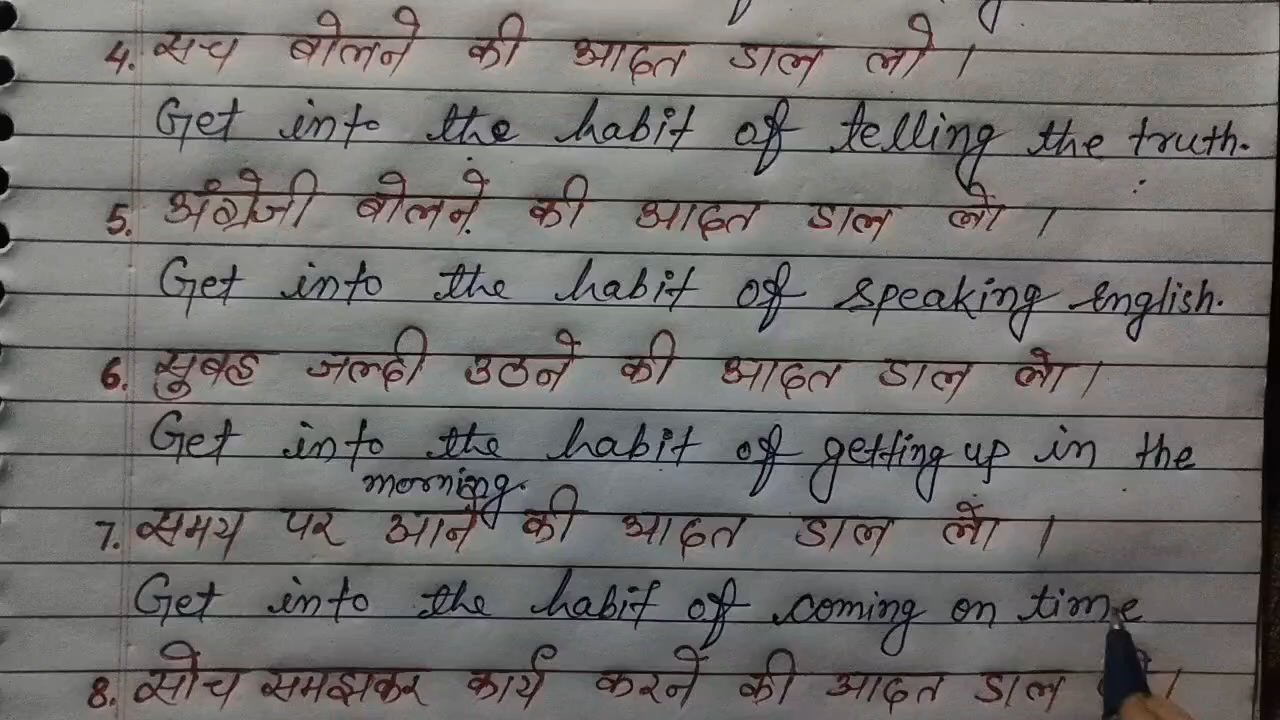 4. सच बोलने की आदत डाल लो ।
Get into the habit of telling the truth.
5. अंग्रेजी बोलने की आदत डाल लो ।
Get into the habit of speaking English.
6. सुबह जल्दी उठने की आदत डाल लो ।
Get into the habit of getting up in the
morning.
7. समय पर आने की आदत डाल लो ।
Get into the habit of coming on time
8. सोच समझकर कार्य करने की आदत डाल